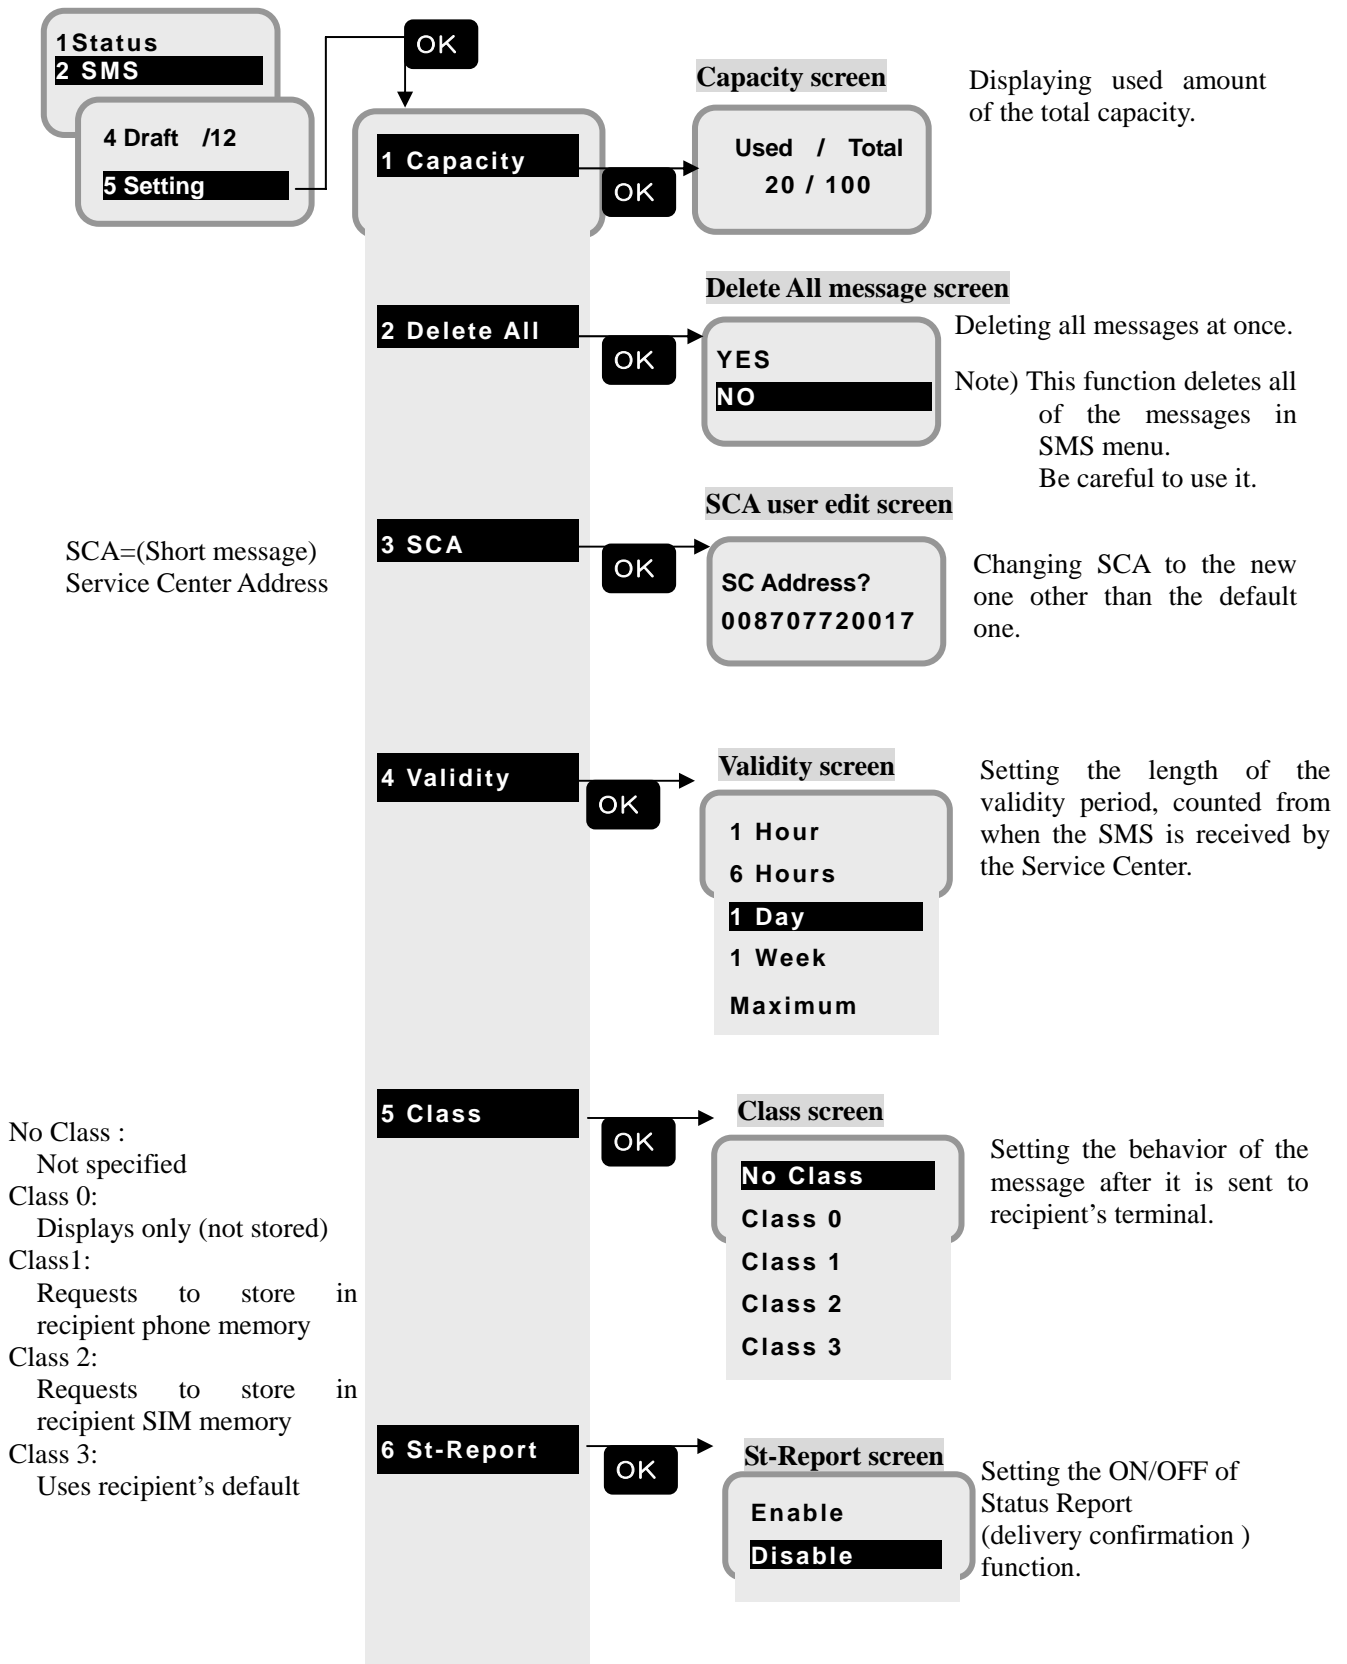 1Status
2 SMS
OK
4 Draft /12
5 Setting
1 Capacity
OK
Capacity screen
Used / Total
20 / 100
Displaying used amount
of the total capacity.
2 Delete All
OK
Delete All message screen
YES
NO
Deleting all messages at once.
Note) This function deletes all
of the messages in
SMS menu.
Be careful to use it.
SCA=(Short message)
Service Center Address
3 SCA
OK
SCA user edit screen
SC Address?
008707720017
Changing SCA to the new
one other than the default
one.
4 Validity
OK
Validity screen
1 Hour
6 Hours
1 Day
1 Week
Maximum
Setting the length of the
validity period, counted from
when the SMS is received by
the Service Center.
5 Class
OK
Class screen
No Class
Class 0
Class 1
Class 2
Class 3
Setting the behavior of the
message after it is sent to
recipient’s terminal.
No Class :
Not specified
Class 0:
Displays only (not stored)
Class1:
Requests to store in
recipient phone memory
Class 2:
Requests to store in
recipient SIM memory
Class 3:
Uses recipient’s default
6 St-Report
OK
St-Report screen
Enable
Disable
Setting the ON/OFF of
Status Report
(delivery confirmation )
function.